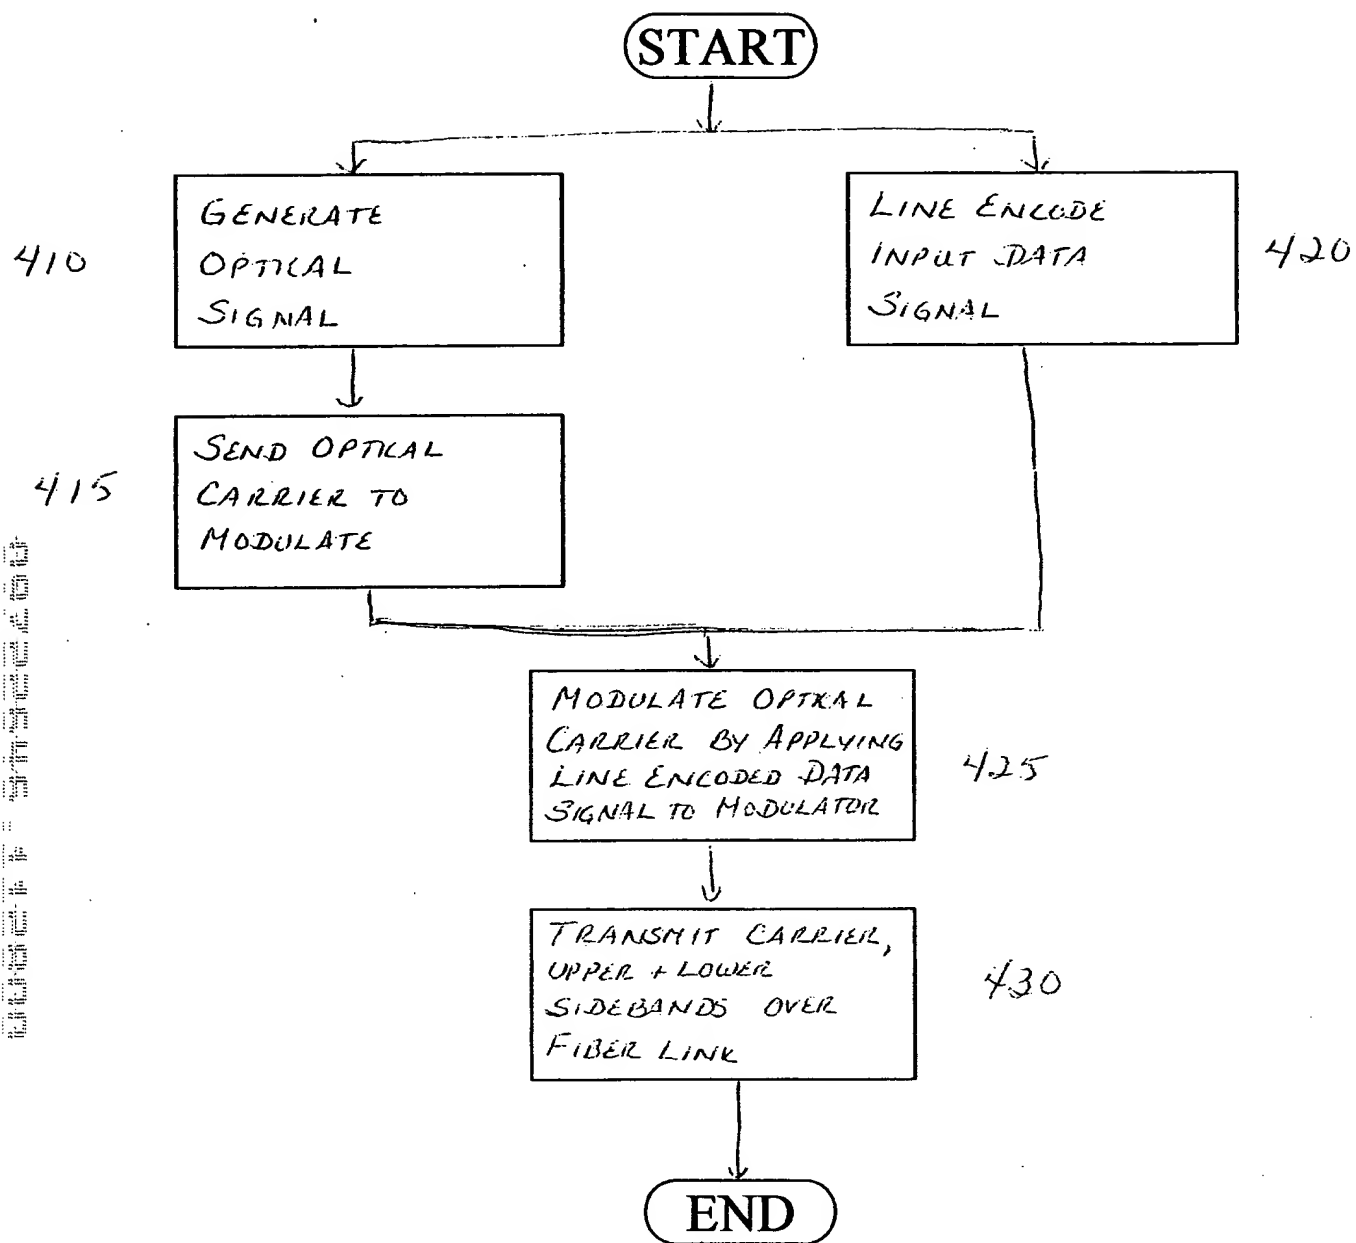 START
GENERATE
OPTICAL
SIGNAL
410
LINE ENCODE
INPUT DATA
SIGNAL
420
SEND OPTICAL
CARRIER TO
MODULATE
415
MODULATE OPTICAL
CARRIER BY APPLYING
LINE ENCODED DATA
SIGNAL TO MODULATOR
425
TRANSMIT CARRIER,
UPPER + LOWER
SIDEBANDS OVER
FIBER LINK
430
END